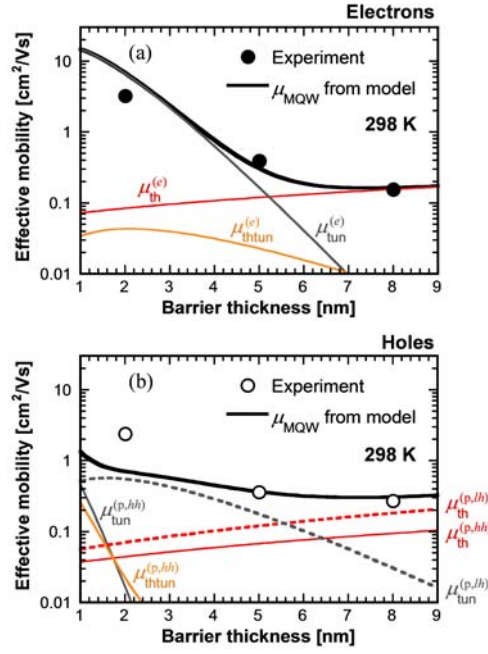 Electrons
(a)
Experiment
μMQW from model
298 K
μth(e)
μthtun(e)
μtun(e)
Effective mobility [cm²/Vs]
10
1
0.1
0.01
1 2 3 4 5 6 7 8 9
Barrier thickness [nm]
Holes
(b)
Experiment
μMQW from model
298 K
μtun(p,hh)
μthtun(p,hh)
μth(p,lh)
μth(p,hh)
μtun(p,lh)
Effective mobility [cm²/Vs]
10
1
0.1
0.01
1 2 3 4 5 6 7 8 9
Barrier thickness [nm]